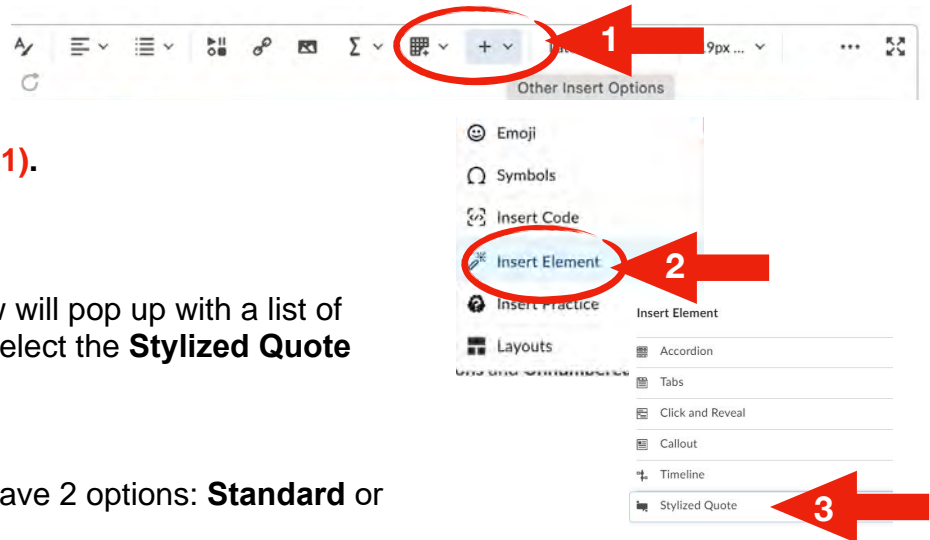 1
9px ...
...
Other Insert Options
1).
Emoji
Symbols
Insert Code
Insert Element
2
Insert Practice
Layouts
will pop up with a list of
elect the Stylized Quote
ave 2 options: Standard or
Insert Element
Accordion
Tabs
Click and Reveal
Callout
Timeline
Stylized Quote
3